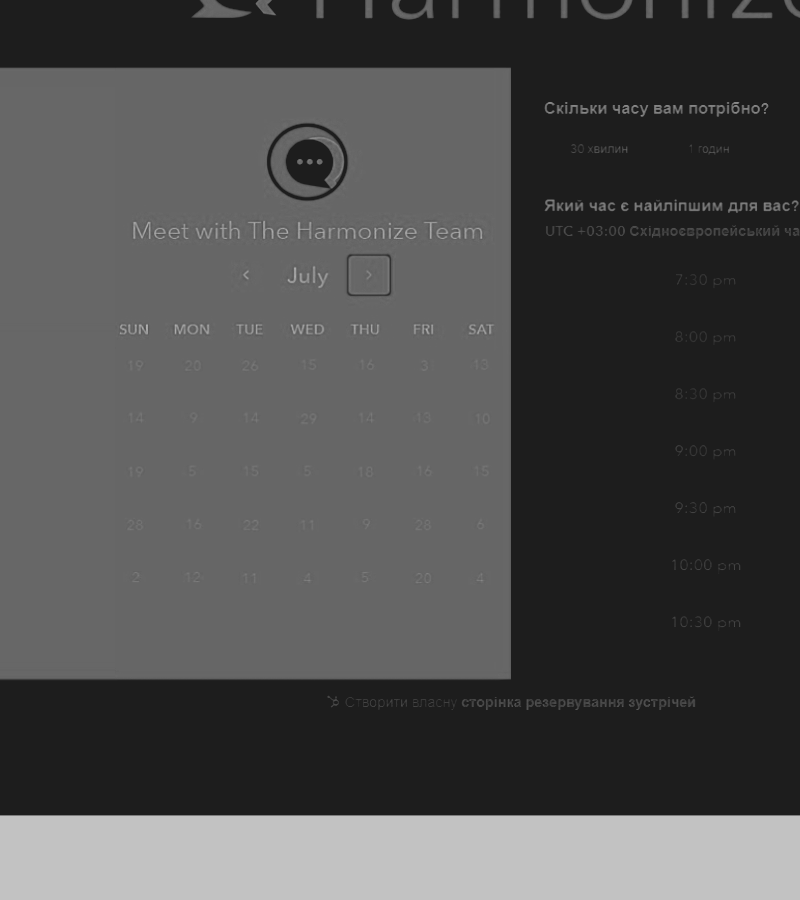 Harmonize
Meet with The Harmonize Team
July
SUN MON TUE WED THU FRI SAT
19 20 26 15 16 3 13
14 9 14 29 14 13 10
19 5 15 5 18 16 15
28 16 22 11 9 28 6
2 12 11 4 5 20 4
Скільки часу вам потрібно?
30 хвилин 1 годин
Який час є найліпшим для вас?
UTC +03:00 Східноєвропейський ча
7:30 pm
8:00 pm
8:30 pm
9:00 pm
9:30 pm
10:00 pm
10:30 pm
Створити власну сторінка резервування зустрічей